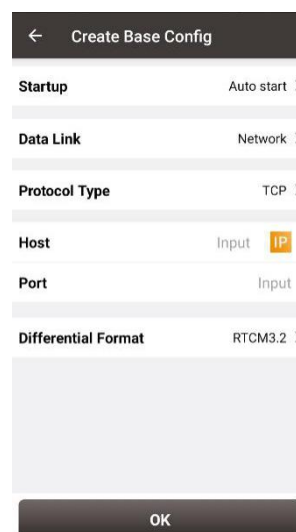 Create Base Config
Startup Auto start
Data Link Network
Protocol Type TCP
Host Input IP
Port Input
Differential Format RTCM3.2
OK